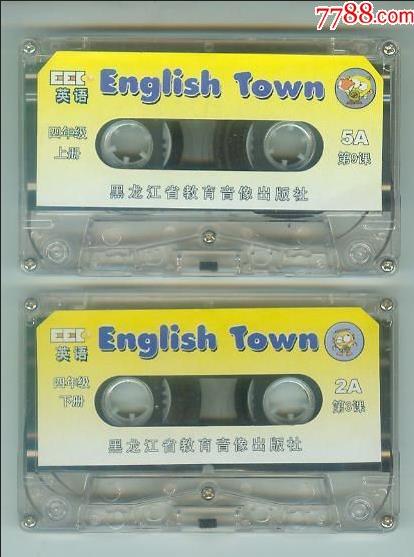 7788.com
EEC English Town
英语
四年级 5A
上册 第9课
黑龙江省教育音像出版社
EEC English Town
英语
四年级 2A
下册 第3课
黑龙江省教育音像出版社